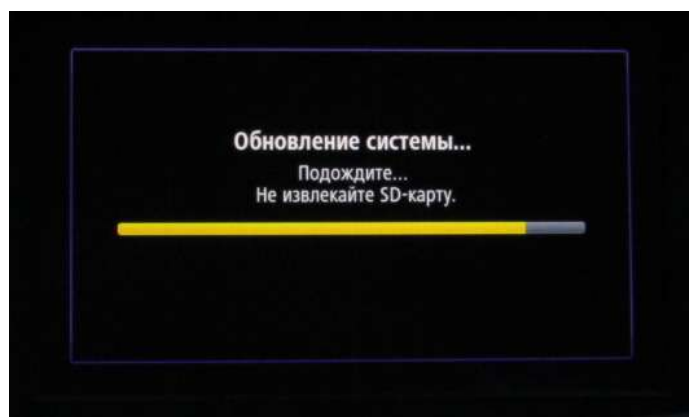 Обновление системы...
Подождите...
Не извлекайте SD-карту.